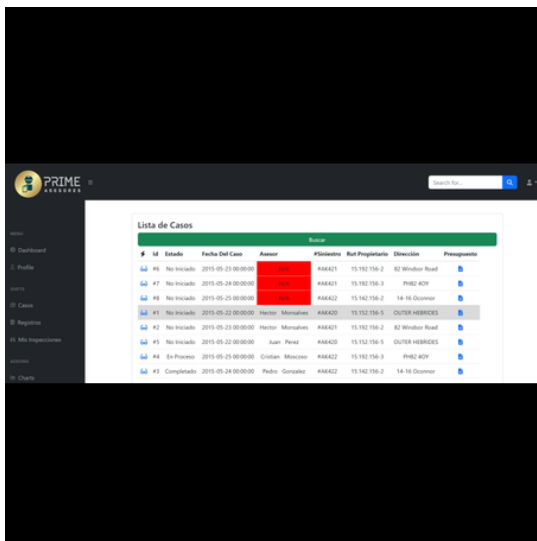 PRIME
ASESORES
Search for...
MENU
Dashboard
Profile
Casos
Registros
Mis Inspecciones
Charts
Lista de Casos
Buscar
Id Estado Fecha Del Caso Asesor #Siniestro Rut Propietario Dirección Presupuesto
#6 No Iniciado 2015-05-23 00:00:00 N/A #AK421 15.192.156-2 82 Windsor Road
#7 No Iniciado 2015-05-24 00:00:00 N/A #AK421 15.192.156-3 PH82 4OY
#8 No Iniciado 2015-05-25 00:00:00 N/A #AK422 15.142.156-2 14-16 Oconnor
#1 No Iniciado 2015-05-22 00:00:00 Hector Monsalves #AK420 15.152.156-5 OUTER HEBRIDES
#2 No Iniciado 2015-05-23 00:00:00 Hector Monsalves #AK421 15.192.156-2 82 Windsor Road
#5 No Iniciado 2015-05-22 00:00:00 Juan Perez #AK420 15.152.156-5 OUTER HEBRIDES
#4 En Proceso 2015-05-25 00:00:00 Cristian Moscoso #AK422 15.192.156-3 PH82 4OY
#3 Completado 2015-05-24 00:00:00 Pedro Gonzalez #AK422 15.142.156-2 14-16 Oconnor